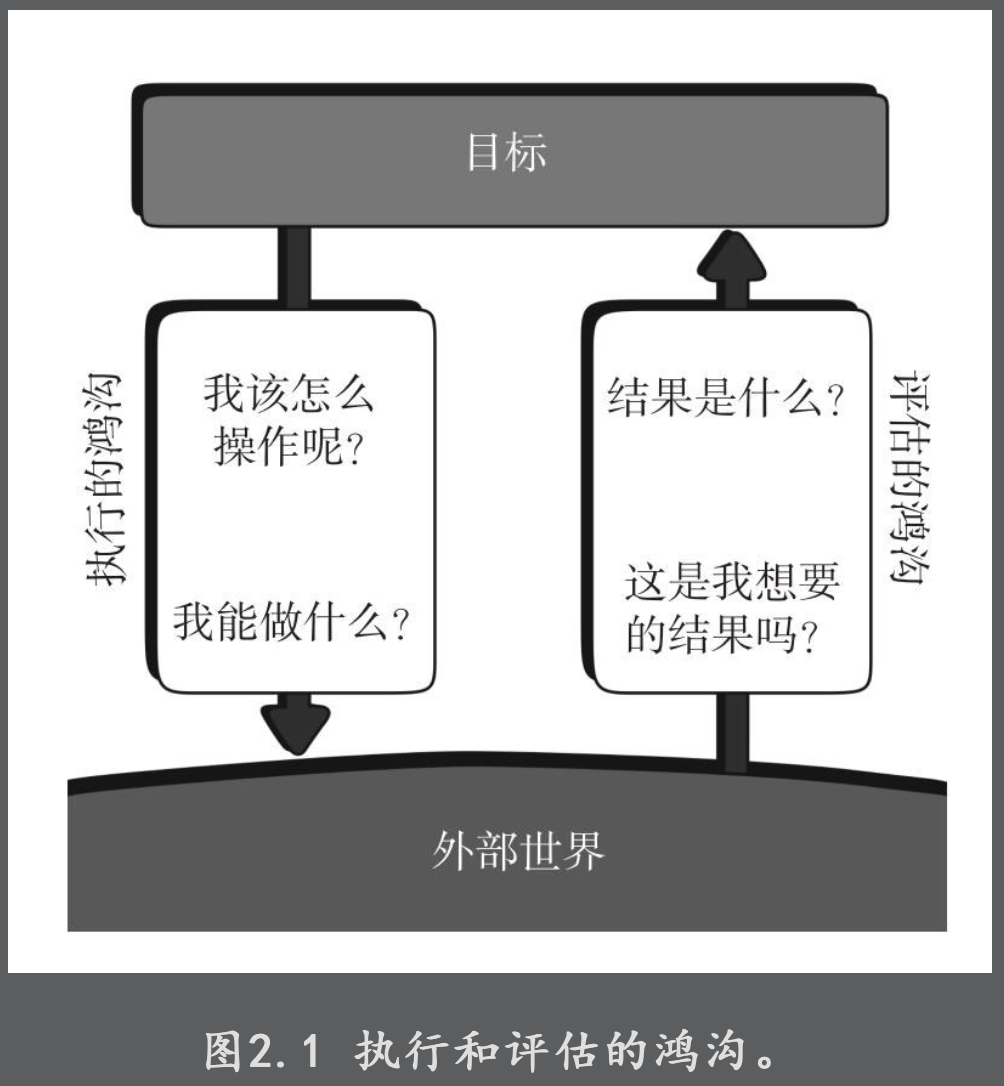 目标
执行的鸿沟
我该怎么
操作呢？
我能做什么？
结果是什么？
这是我想要
的结果吗？
评估的鸿沟
外部世界
图2.1 执行和评估的鸿沟。